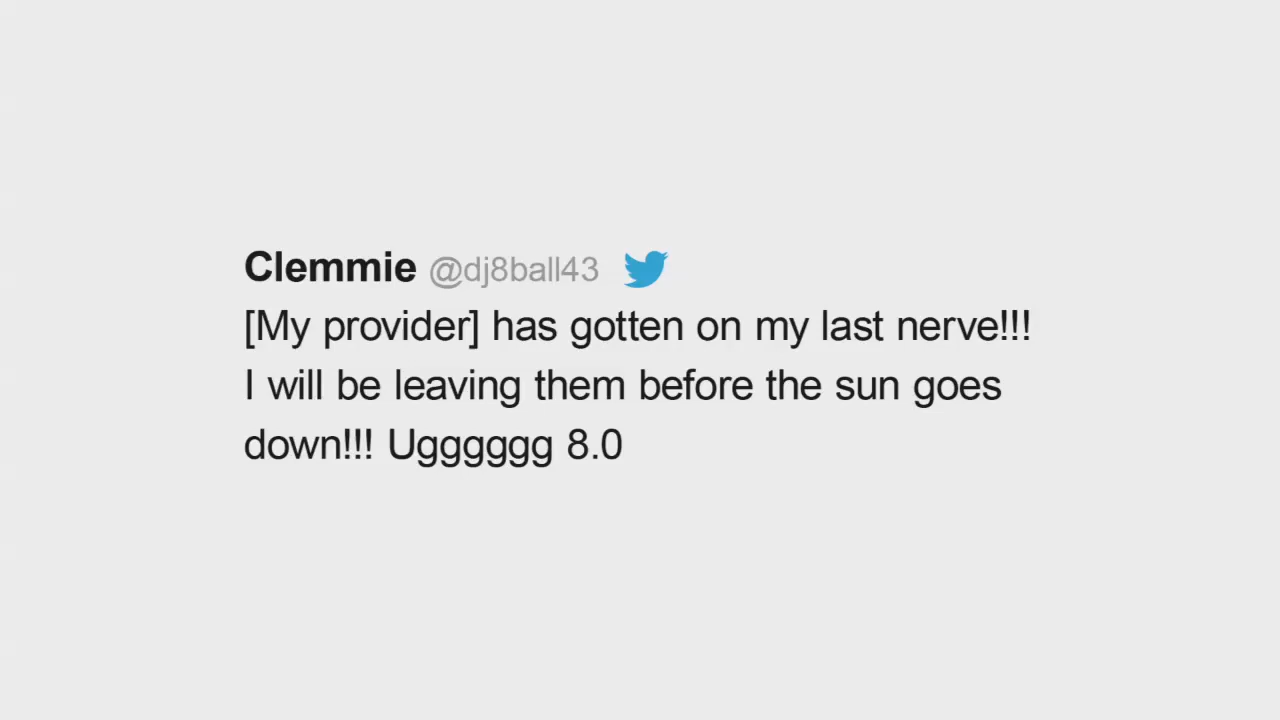 Clemmie @dj8ball43
[My provider] has gotten on my last nerve!!!
I will be leaving them before the sun goes
down!!! Ugggggg 8.0